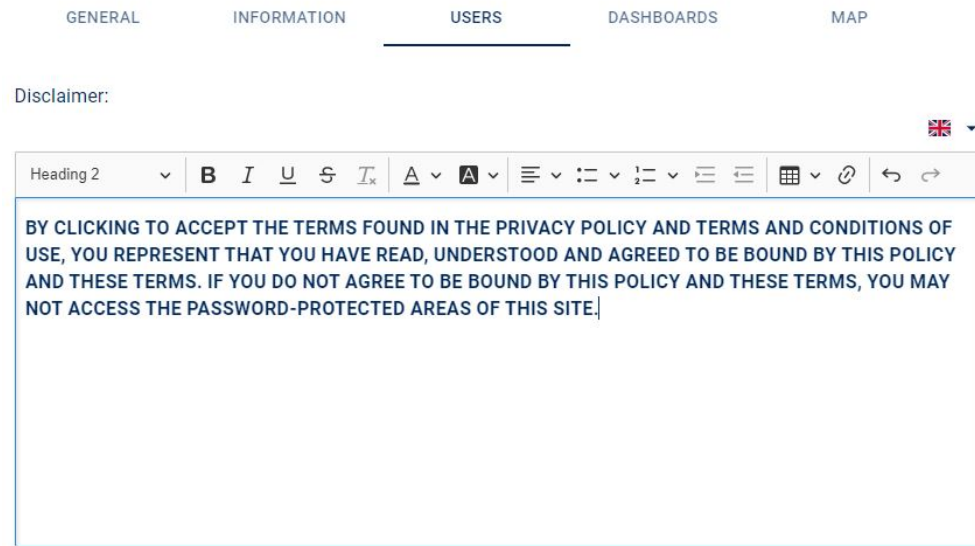 GENERAL INFORMATION USERS DASHBOARDS MAP
Disclaimer:
Heading 2
BY CLICKING TO ACCEPT THE TERMS FOUND IN THE PRIVACY POLICY AND TERMS AND CONDITIONS OF
USE, YOU REPRESENT THAT YOU HAVE READ, UNDERSTOOD AND AGREED TO BE BOUND BY THIS POLICY
AND THESE TERMS. IF YOU DO NOT AGREE TO BE BOUND BY THIS POLICY AND THESE TERMS, YOU MAY
NOT ACCESS THE PASSWORD-PROTECTED AREAS OF THIS SITE.